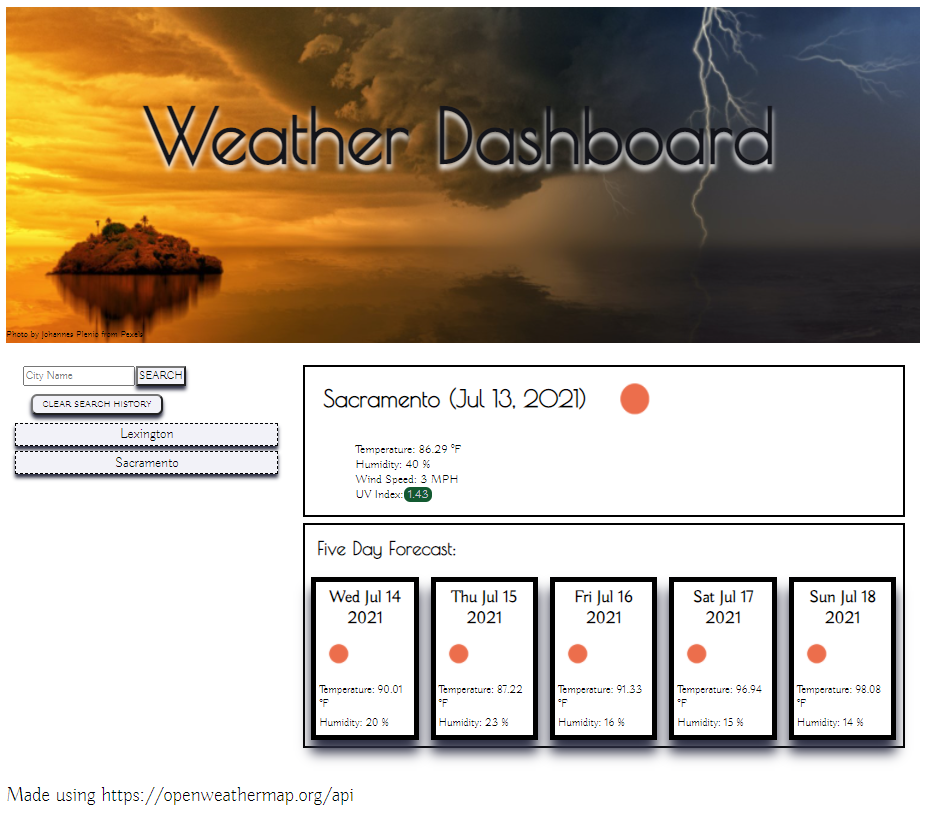 Weather Dashboard
Photo by Johannes Plenio from Pexels
City Name
SEARCH
CLEAR SEARCH HISTORY
Lexington
Sacramento
Sacramento (Jul 13, 2021)
Temperature: 86.29 °F
Humidity: 40 %
Wind Speed: 3 MPH
UV Index: 1.43
Five Day Forecast:
Wed Jul 14
2021
Temperature: 90.01
°F
Humidity: 20 %
Thu Jul 15
2021
Temperature: 87.22
°F
Humidity: 23 %
Fri Jul 16
2021
Temperature: 91.33
°F
Humidity: 16 %
Sat Jul 17
2021
Temperature: 96.94
°F
Humidity: 15 %
Sun Jul 18
2021
Temperature: 98.08
°F
Humidity: 14 %
Made using https://openweathermap.org/api